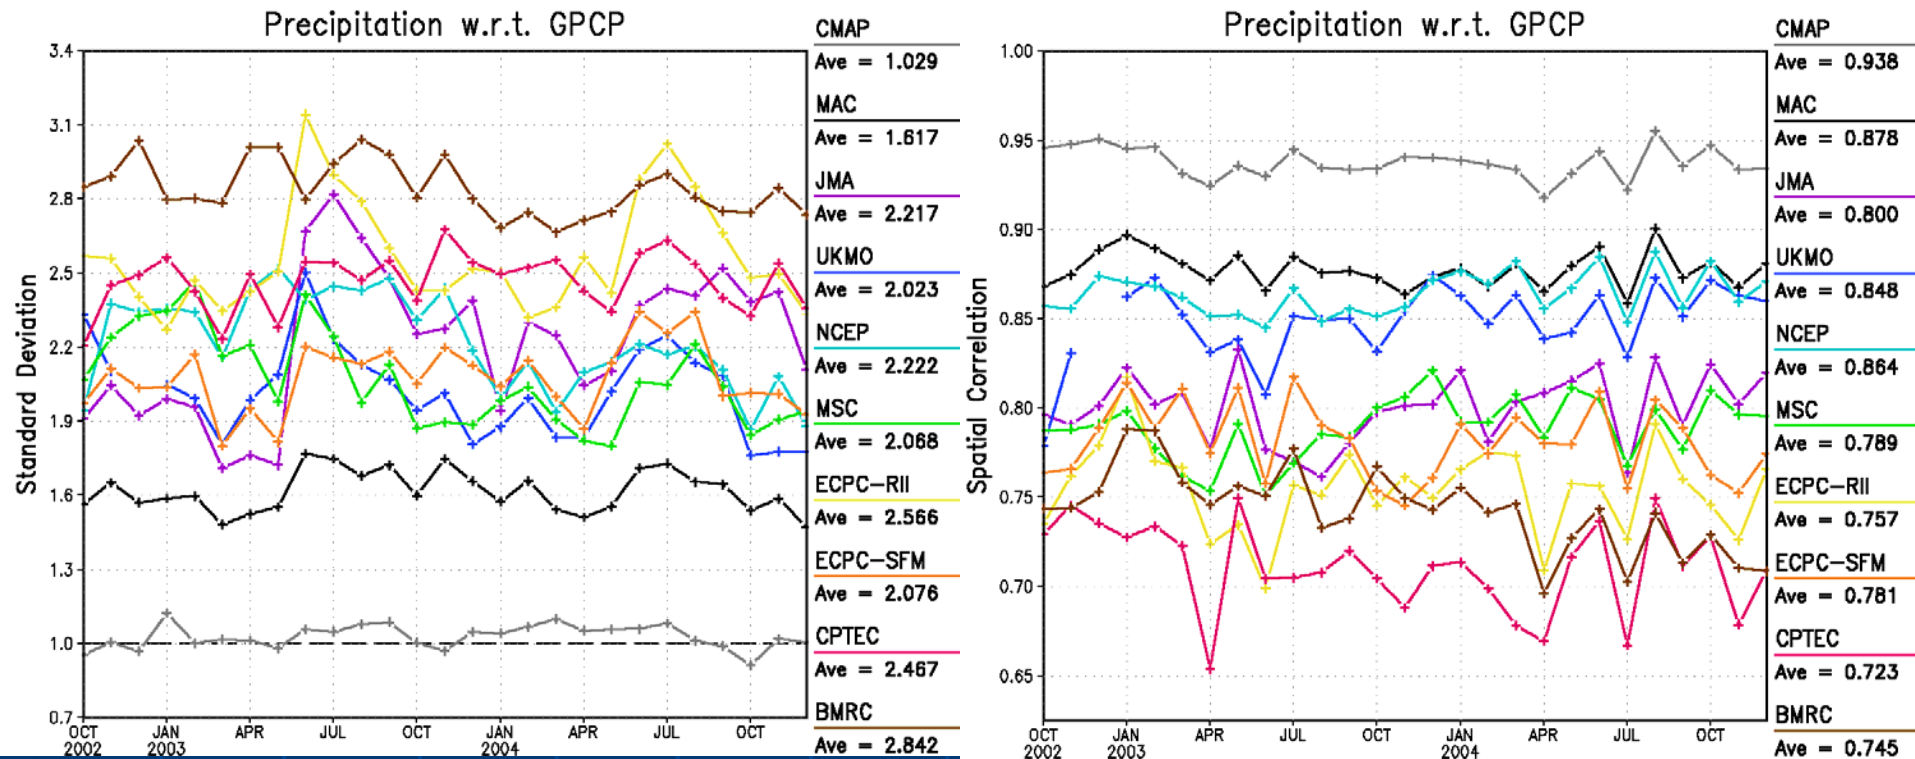 Precipitation w.r.t. GPCP
Standard Deviation
3.4
3.1
2.8
2.5
2.2
1.9
1.6
1.3
1.0
0.7
OCT
2002
JAN
2003
APR
JUL
OCT
JAN
2004
APR
JUL
OCT
CMAP
Ave = 1.029
MAC
Ave = 1.617
JMA
Ave = 2.217
UKMO
Ave = 2.023
NCEP
Ave = 2.222
MSC
Ave = 2.068
ECPC-RII
Ave = 2.566
ECPC-SFM
Ave = 2.076
CPTEC
Ave = 2.467
BMRC
Ave = 2.842
Precipitation w.r.t. GPCP
Spatial Correlation
1.00
0.95
0.90
0.85
0.80
0.75
0.70
0.65
OCT
2002
JAN
2003
APR
JUL
OCT
JAN
2004
APR
JUL
OCT
CMAP
Ave = 0.938
MAC
Ave = 0.878
JMA
Ave = 0.800
UKMO
Ave = 0.848
NCEP
Ave = 0.864
MSC
Ave = 0.789
ECPC-RII
Ave = 0.757
ECPC-SFM
Ave = 0.781
CPTEC
Ave = 0.723
BMRC
Ave = 0.745